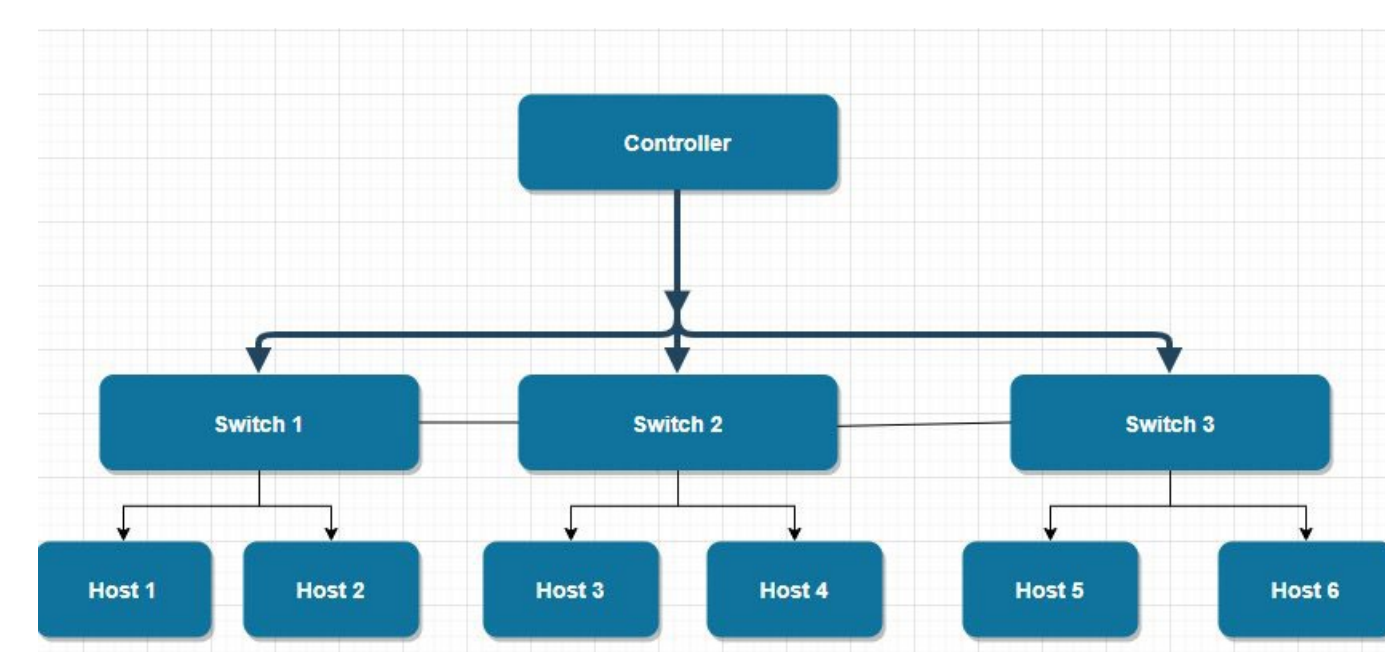 Controller
Switch 1
Switch 2
Switch 3
Host 1
Host 2
Host 3
Host 4
Host 5
Host 6